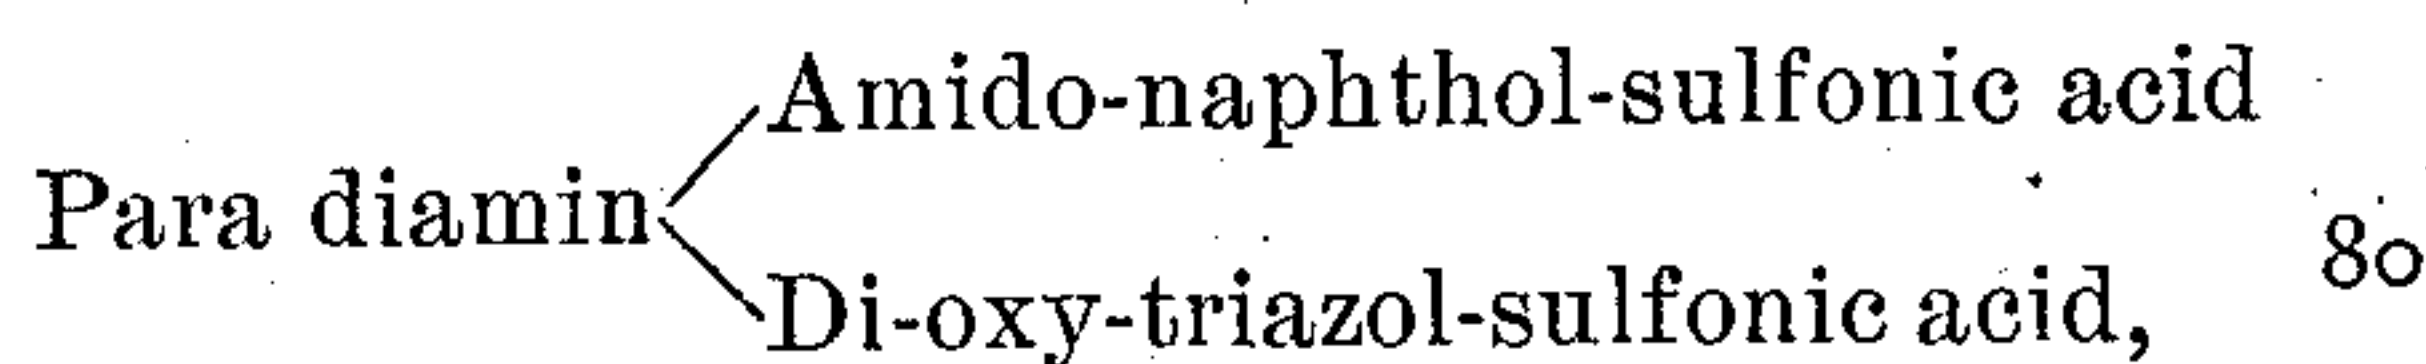 Amido-naphthol-sulfonic acid
Para diamin
80
Di-oxy-triazol-sulfonic acid,